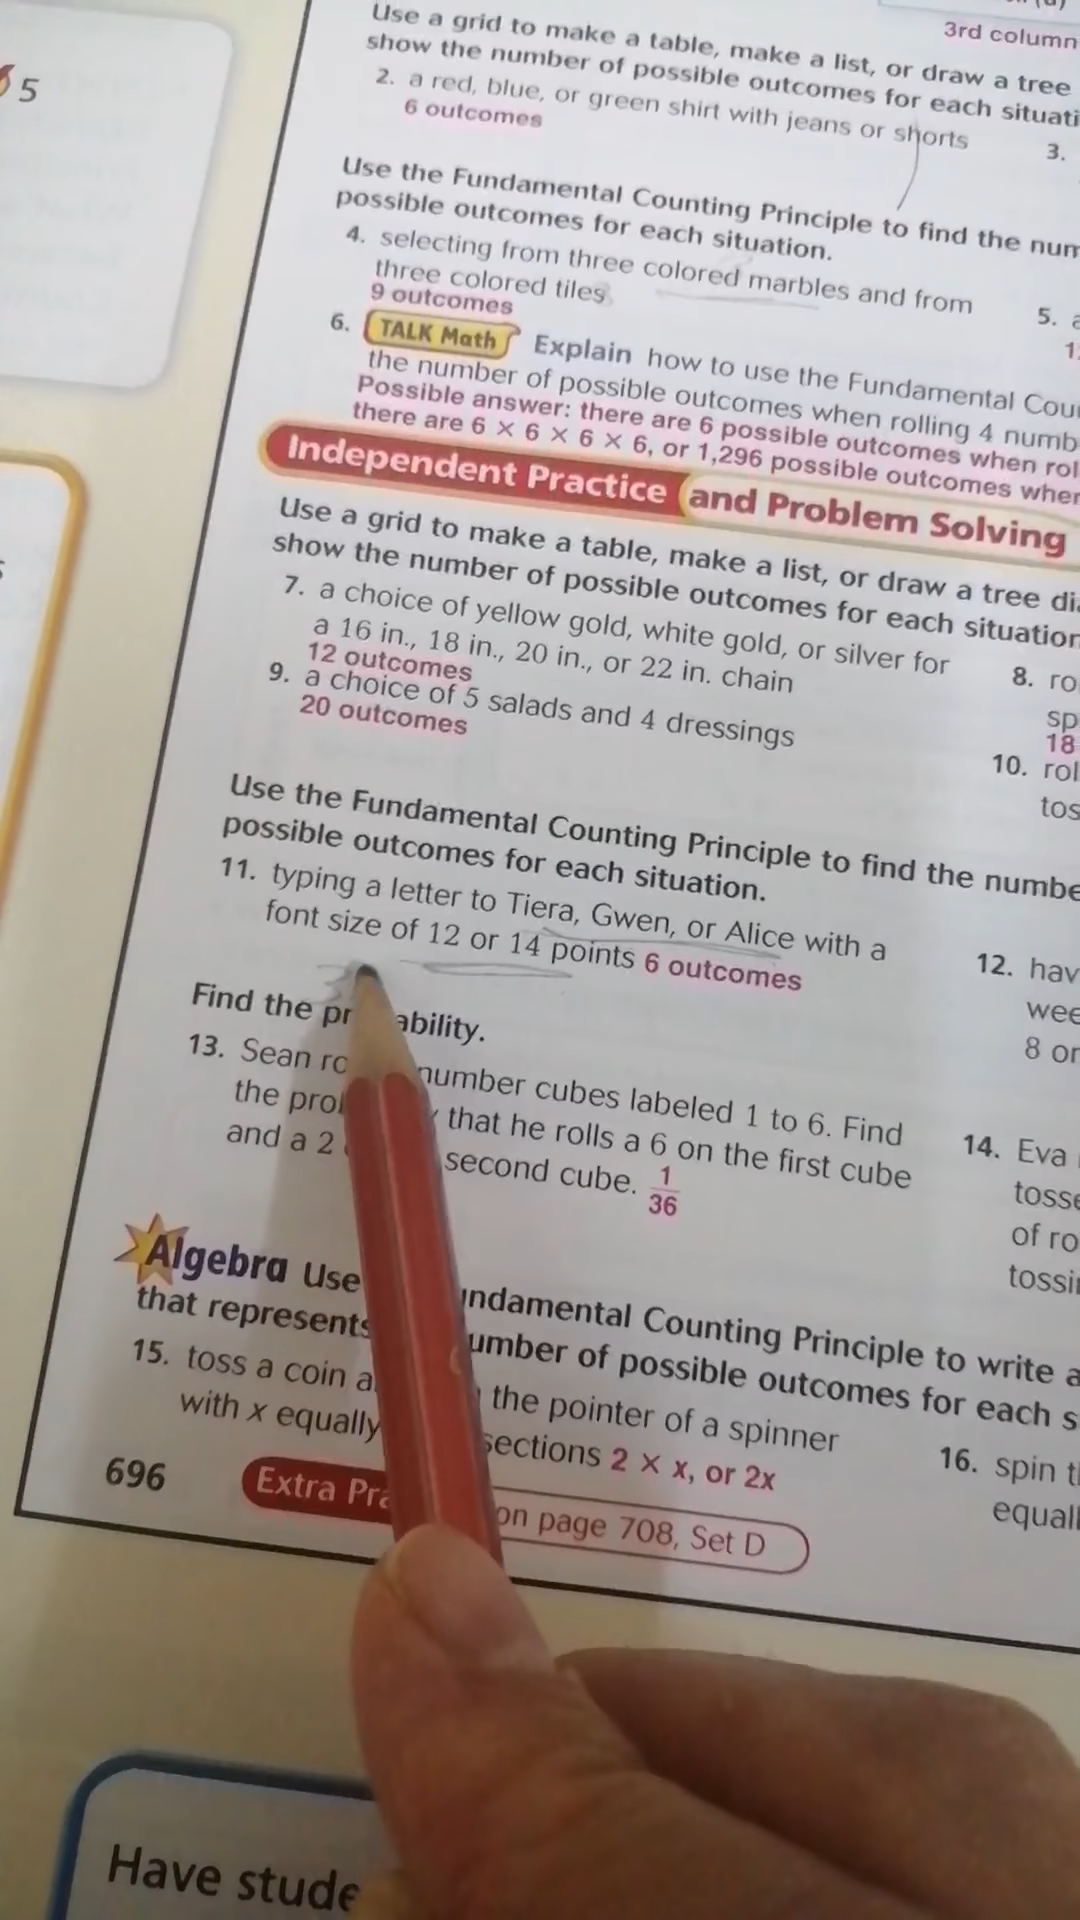 5
3rd column
Use a grid to make a table, make a list, or draw a tree
show the number of possible outcomes for each
2. a red, blue, or green shirt with jeans or shorts
6 outcomes
3.
Use the Fundamental Counting Principle to find the
possible outcomes for each situation.
4. selecting from three colored marbles and from
three colored tiles
9 outcomes
5.
6. TALK Math Explain how to use the Fundamental
the number of possible outcomes when rolling 4
Possible answer: there are 6 possible outcomes when
there are 6 × 6 × 6 × 6, or 1,296 possible outcomes
Independent Practice and Problem Solving
Use a grid to make a table, make a list, or draw a tree
show the number of possible outcomes for each situation
7. a choice of yellow gold, white gold, or silver for
a 16 in., 18 in., 20 in., or 22 in. chain
12 outcomes
8. ro
sp
18
9. a choice of 5 salads and 4 dressings
20 outcomes
10. rol
tos
Use the Fundamental Counting Principle to find the numbe
possible outcomes for each situation.
11. typing a letter to Tiera, Gwen, or Alice with a
font size of 12 or 14 points 6 outcomes
12. hav
wee
8 or
Find the pr ability.
13. Sean ro number cubes labeled 1 to 6. Find
the pro that he rolls a 6 on the first cube
and a 2 second cube. 1/36
14. Eva
tosse
of ro
tossi
Algebra Use undamental Counting Principle to write a
that represents umber of possible outcomes for each s
15. toss a coin a the pointer of a spinner
with x equally sections 2 × x, or 2x
16. spin t
equall
696
Extra Pra on page 708, Set D
Have stude